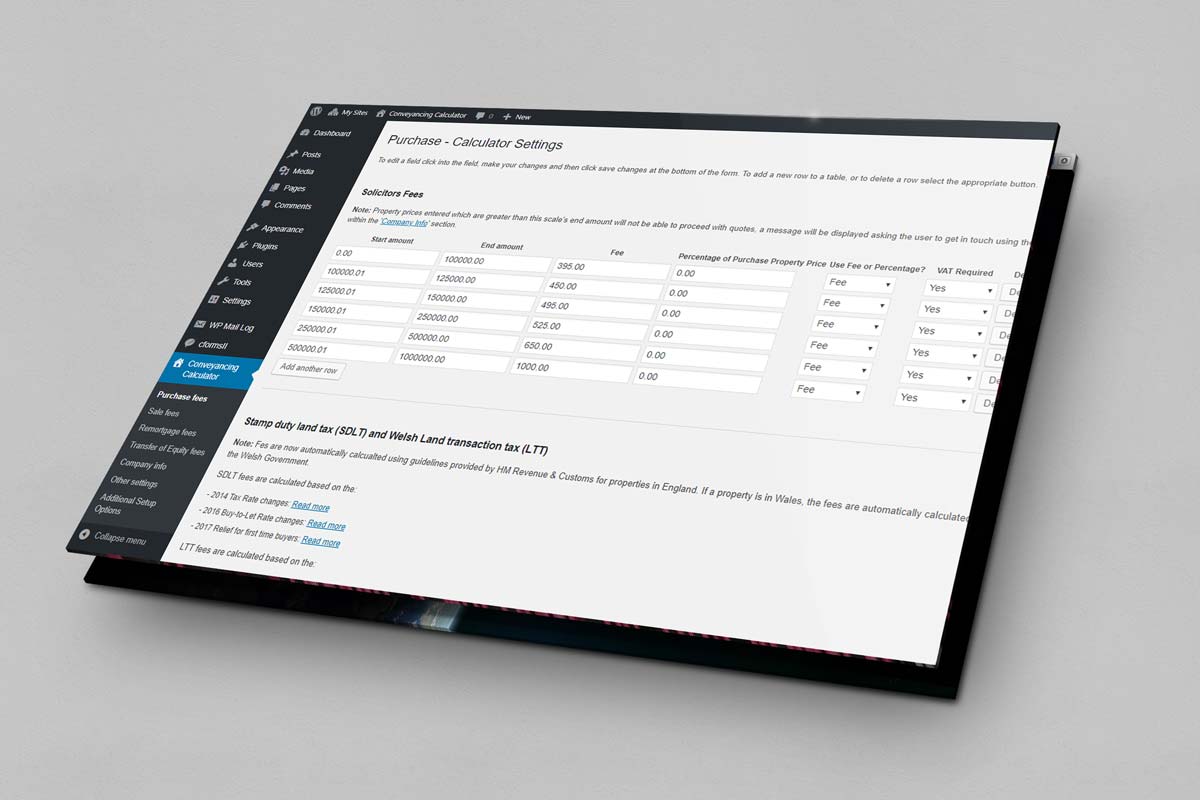 My Sites Conveyancing Calculator 0 New
Dashboard
Posts
Media
Pages
Comments
Appearance
Plugins
Users
Tools
Settings
WP Mail Log
cformsII
Conveyancing
Calculator
Purchase fees
Sale fees
Remortgage fees
Transfer of Equity fees
Company info
Other settings
Additional Setup
Options
Collapse menu
Purchase - Calculator Settings
To edit a field click into the field, make your changes and then click save changes at the bottom of the form. To add a new row to a table, or to delete a row select the appropriate button.
Solicitors Fees
Note: Property prices entered which are greater than this scale's end amount will not be able to proceed with quotes, a message will be displayed asking the user to get in touch using the
within the 'Company Info' section.
Start amount End amount Fee Percentage of Purchase Property Price Use Fee or Percentage? VAT Required De
0.00 100000.00 395.00 0.00 Fee Yes De
100000.01 125000.00 450.00 0.00 Fee Yes De
125000.01 150000.00 495.00 0.00 Fee Yes De
150000.01 250000.00 525.00 0.00 Fee Yes De
250000.01 500000.00 650.00 0.00 Fee Yes De
500000.01 1000000.00 1000.00 0.00 Fee Yes De
Add another row
Stamp duty land tax (SDLT) and Welsh Land transaction tax (LTT)
Note: Fes are now automatically calcualted using guidelines provided by HM Revenue & Customs for properties in England. If a property is in Wales, the fees are automatically calculated
the Welsh Government.
SDLT fees are calculated based on the:
- 2014 Tax Rate changes: Read more
- 2016 Buy-to-Let Rate changes: Read more
- 2017 Relief for first time buyers: Read more
LTT fees are calculated based on the: